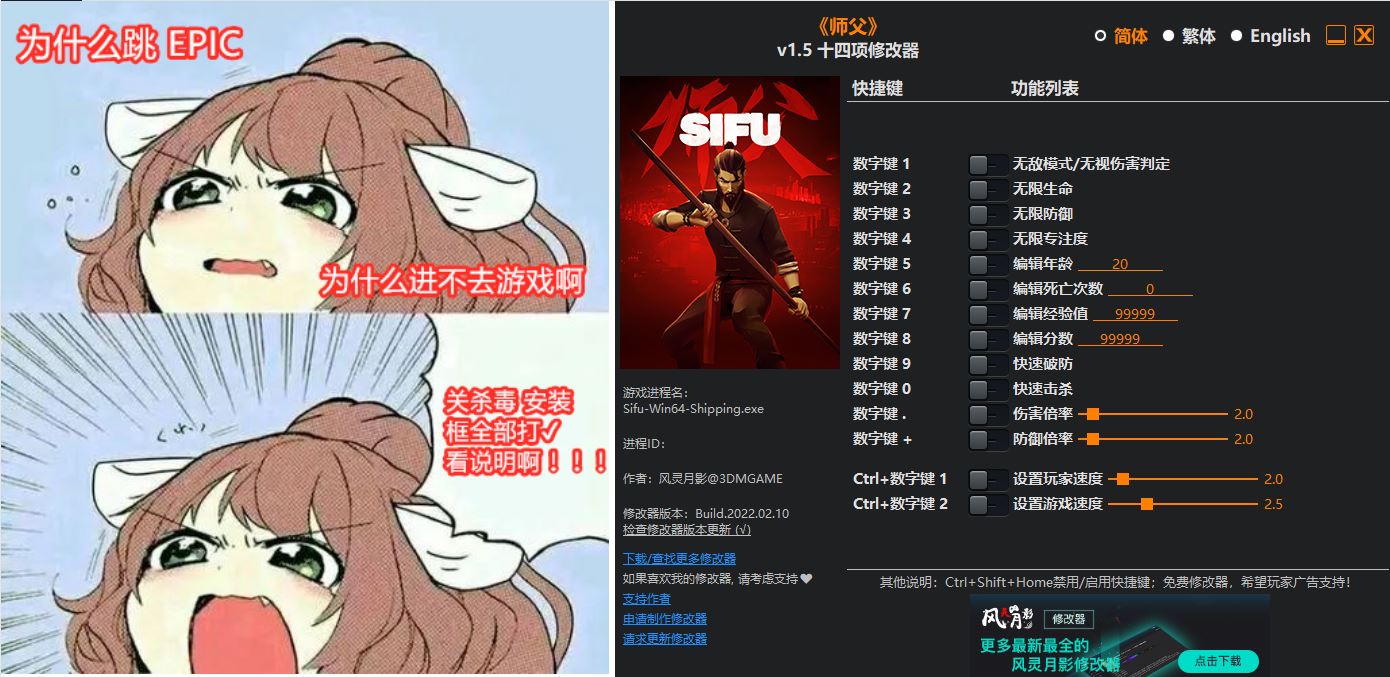 为什么跳 EPIC
为什么进不去游戏啊
关杀毒 安装
框全部打✓
看说明啊！！！
《师父》
v1.5 十四项修改器
简体
繁体
English
师父
SIFU
快捷键
功能列表
数字键 1 无敌模式/无视伤害判定
数字键 2 无限生命
数字键 3 无限防御
数字键 4 无限专注度
数字键 5 编辑年龄 20
数字键 6 编辑死亡次数 0
数字键 7 编辑经验值 99999
数字键 8 编辑分数 99999
数字键 9 快速破防
数字键 0 快速击杀
数字键 . 伤害倍率 2.0
数字键 + 防御倍率 2.0
Ctrl+数字键 1 设置玩家速度 2.0
Ctrl+数字键 2 设置游戏速度 2.5
游戏进程名：
Sifu-Win64-Shipping.exe
进程ID：
作者：风灵月影@3DMGAME
修改器版本：Build.2022.02.10
检查修改器版本更新 (√)
下载/查找更多修改器
如果喜欢我的修改器, 请考虑支持❤
支持作者
申请制作修改器
请求更新修改器
其他说明：Ctrl+Shift+Home禁用/启用快捷键；免费修改器，希望玩家广告支持！
风灵月影 修改器
更多最新最全的
风灵月影修改器
点击下载